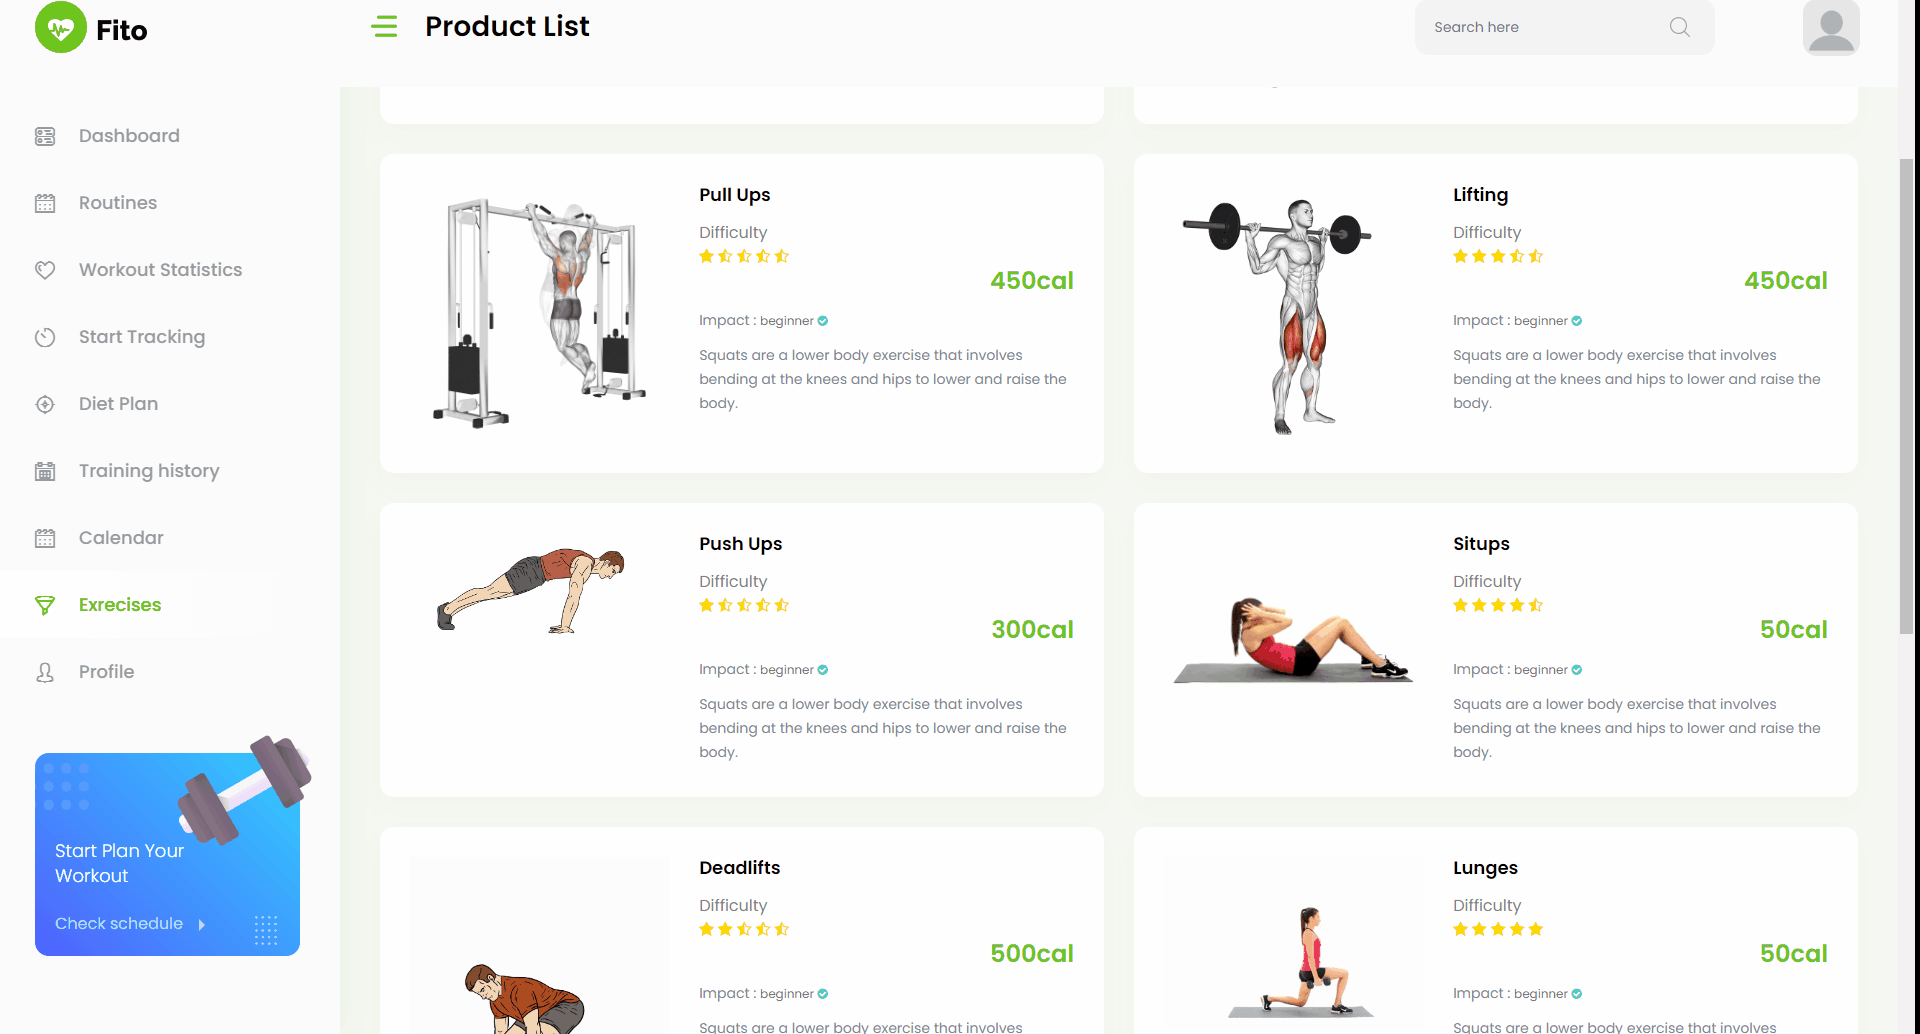 Fito
Product List
Search here
Dashboard
Routines
Workout Statistics
Start Tracking
Diet Plan
Training history
Calendar
Exrecises
Profile
Start Plan Your
Workout
Check schedule
Pull Ups
Difficulty
450cal
Impact : beginner
Squats are a lower body exercise that involves
bending at the knees and hips to lower and raise the
body.
Lifting
Difficulty
450cal
Impact : beginner
Squats are a lower body exercise that involves
bending at the knees and hips to lower and raise the
body.
Push Ups
Difficulty
300cal
Impact : beginner
Squats are a lower body exercise that involves
bending at the knees and hips to lower and raise the
body.
Situps
Difficulty
50cal
Impact : beginner
Squats are a lower body exercise that involves
bending at the knees and hips to lower and raise the
body.
Deadlifts
Difficulty
500cal
Impact : beginner
Squats are a lower body exercise that involves
Lunges
Difficulty
50cal
Impact : beginner
Squats are a lower body exercise that involves